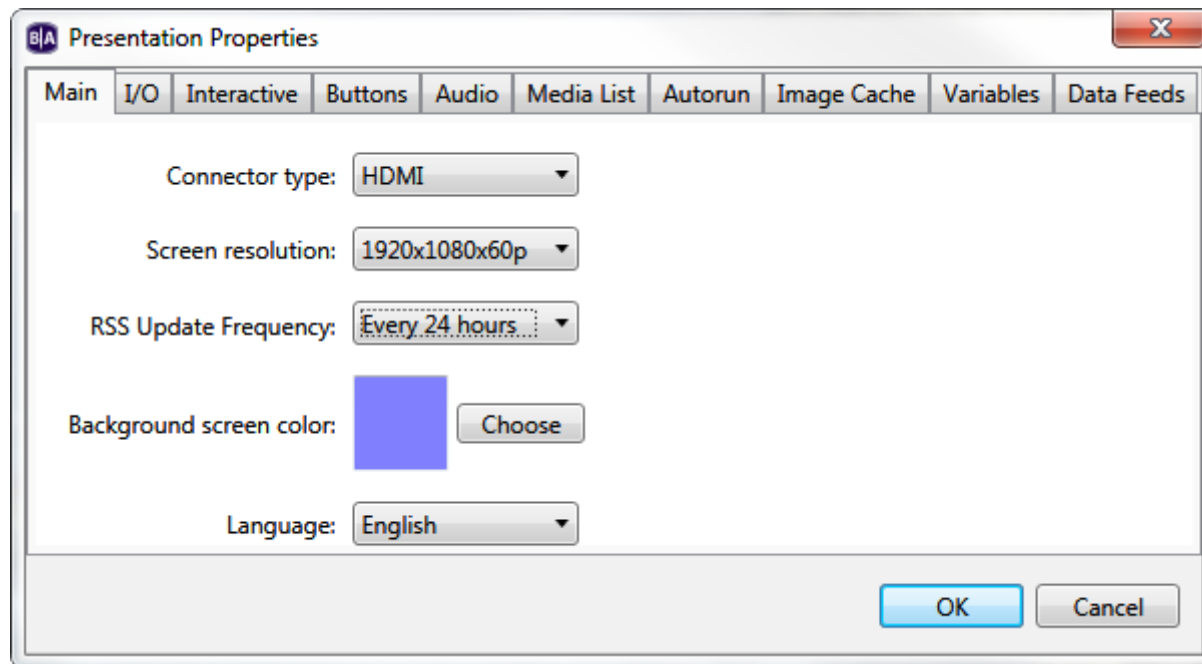 B|A Presentation Properties X
Main I/O Interactive Buttons Audio Media List Autorun Image Cache Variables Data Feeds
Connector type: HDMI
Screen resolution: 1920x1080x60p
RSS Update Frequency: Every 24 hours
Background screen color: Choose
Language: English
OK Cancel